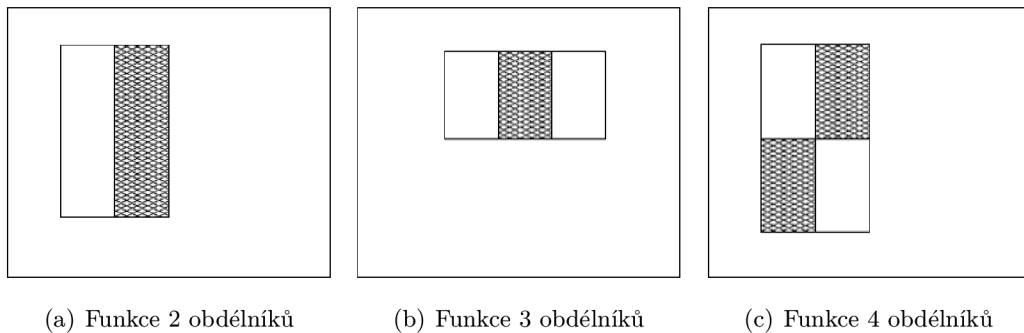 (a) Funkce 2 obdélníků
(b) Funkce 3 obdélníků
(c) Funkce 4 obdélníků